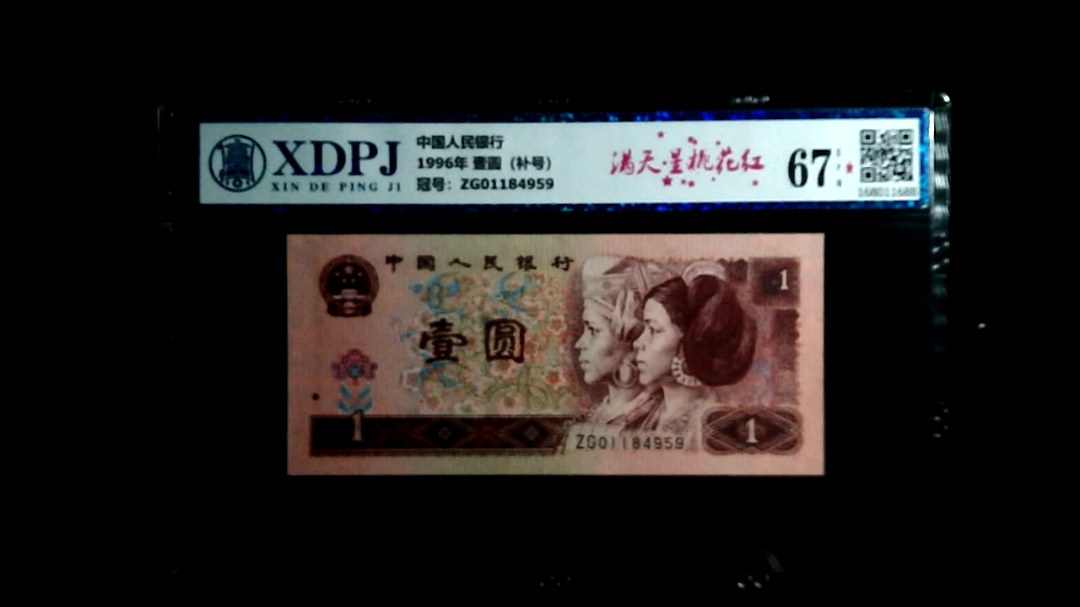 XDPJ
XIN DE PING JI
中国人民银行
1996年 壹圆（补号）
冠号：ZG01184959
满天星桃花红
67
中国人民银行
1
壹圆
1
ZG01184959
1